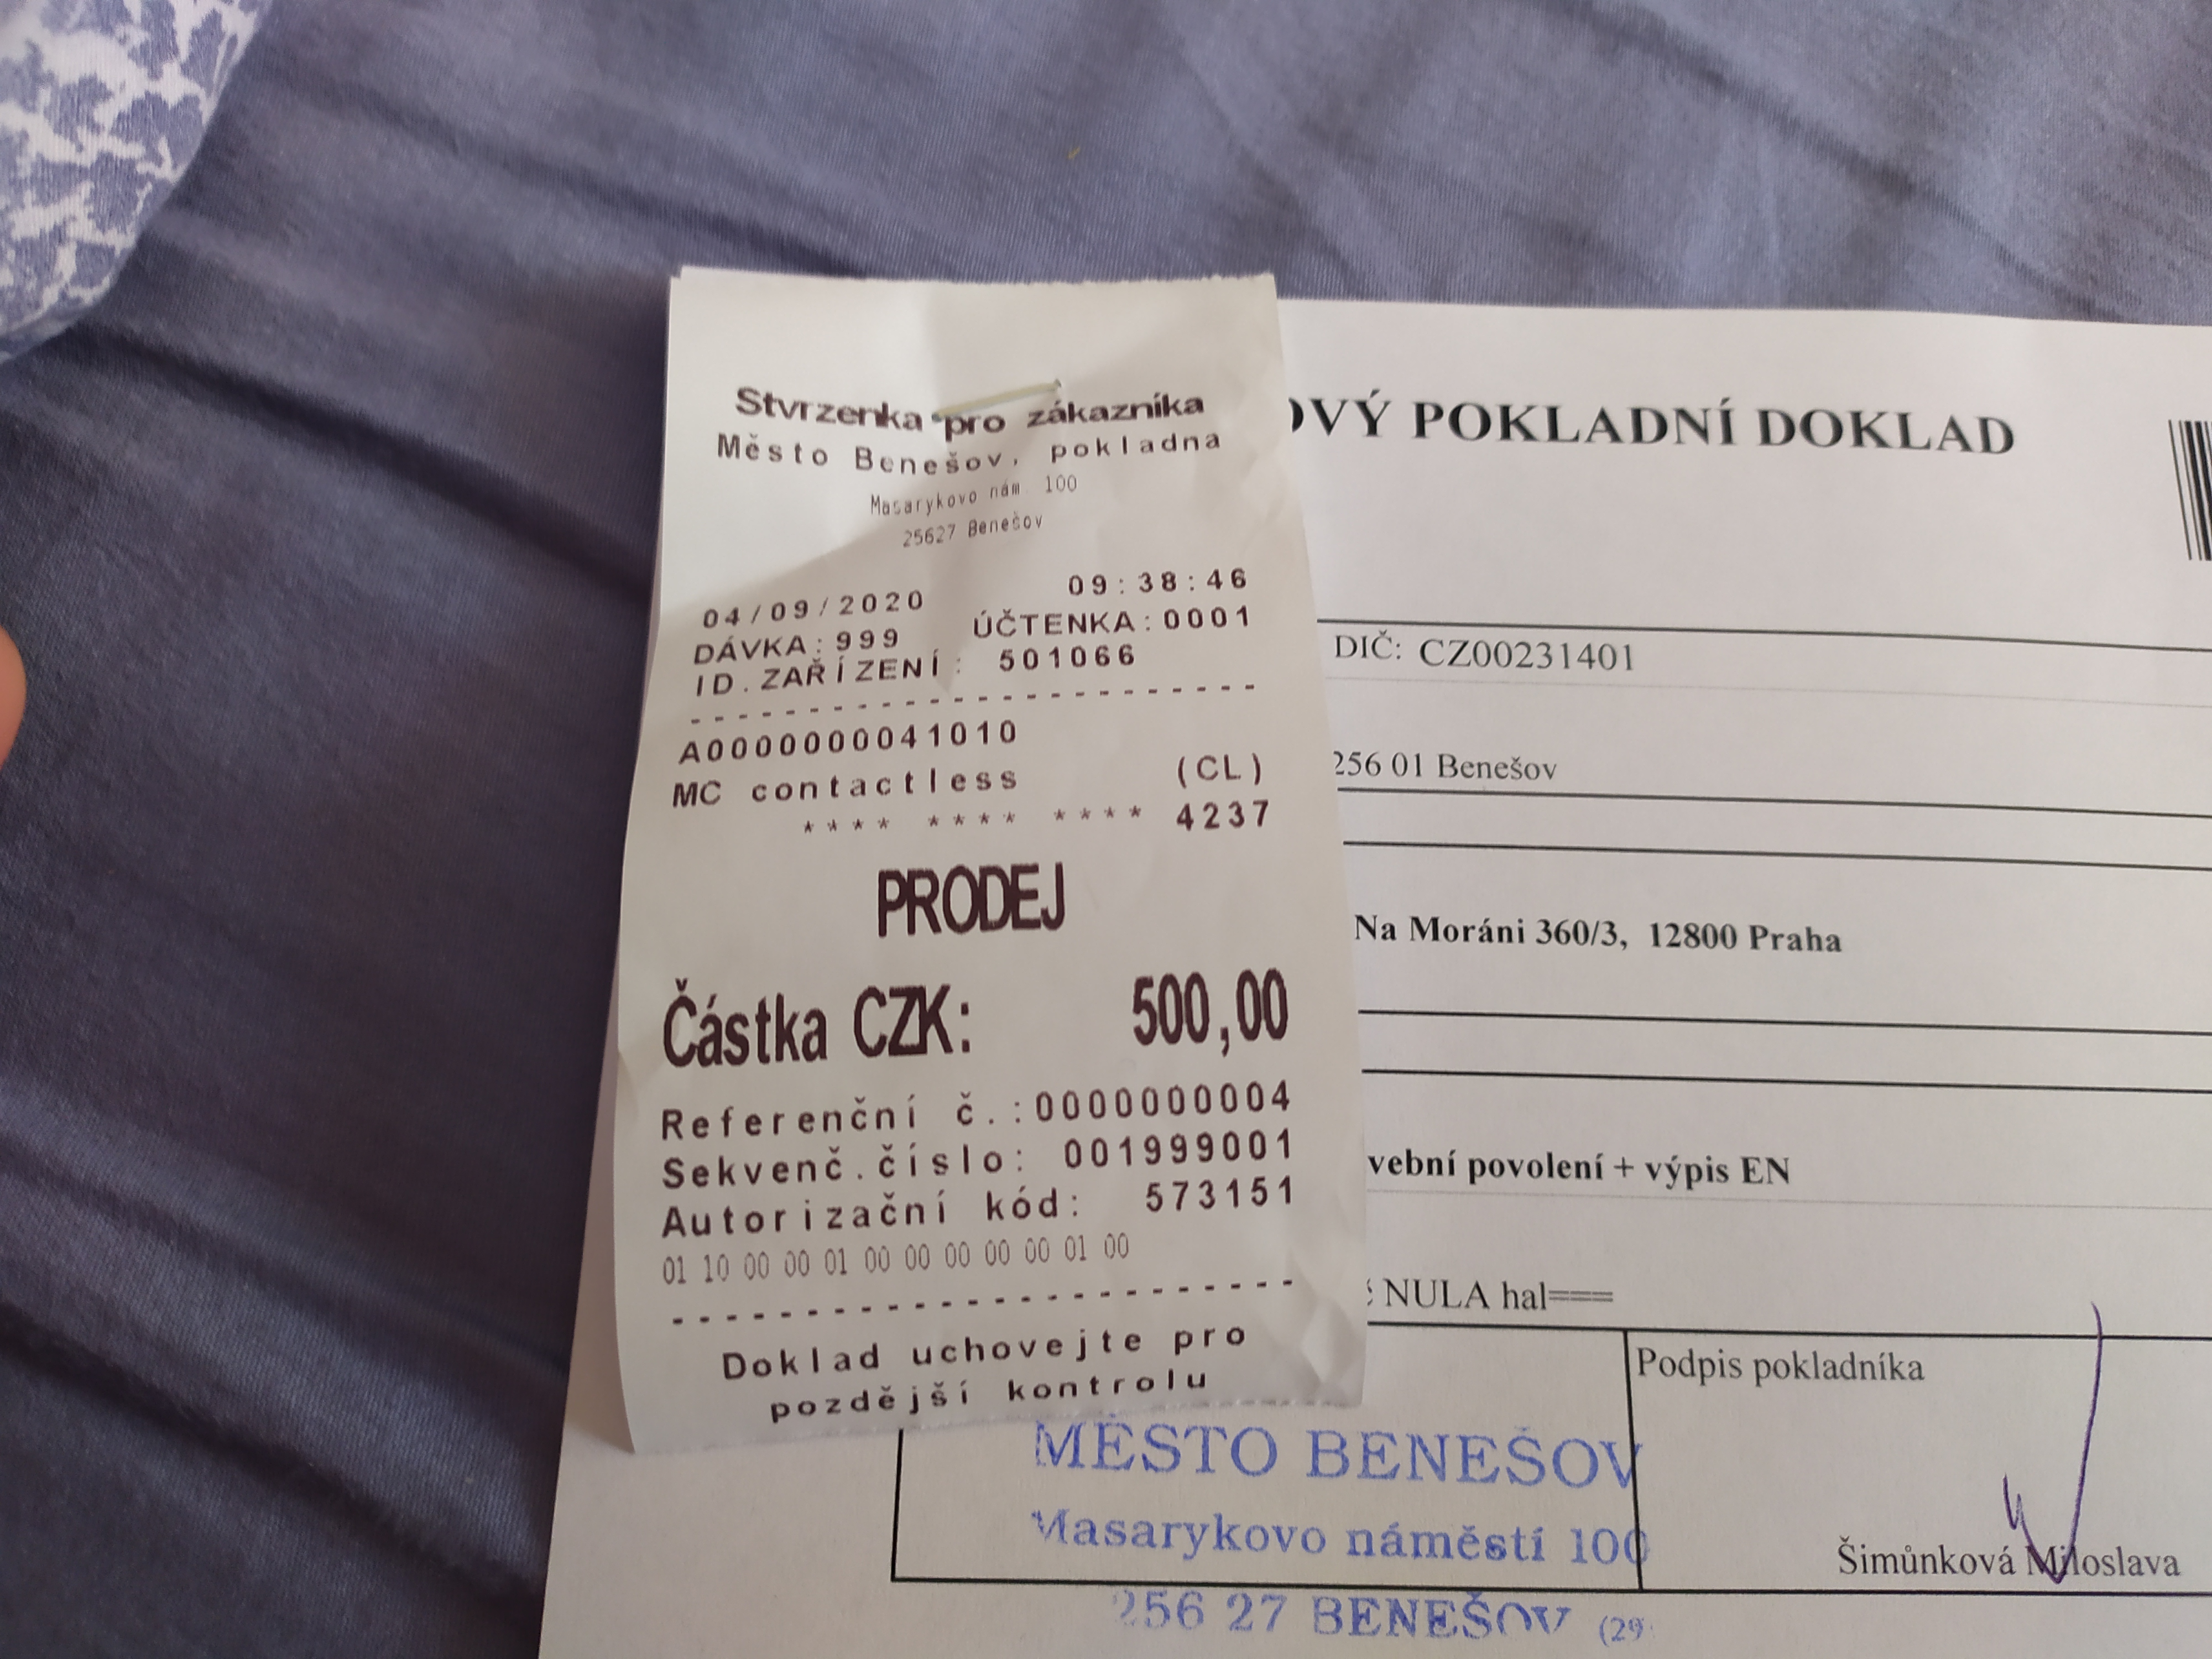 Stvrzenka pro zákazníka
Město Benešov, pokladna
Masarykovo nám. 100
25627 Benešov
04/09/2020 09:38:46
DÁVKA:999 ÚČTENKA:0001
ID.ZAŘÍZENÍ: 501066
A0000000041010
MC contactless (CL)
**** **** **** 4237
PRODEJ
Částka CZK: 500,00
Referenční č.:0000000004
Sekvenč.číslo: 001999001
Autorizační kód: 573151
01 10 00 00 01 00 00 00 00 00 01 00
Doklad uchovejte pro
pozdější kontrolu
OVÝ POKLADNÍ DOKLAD
DIČ: CZ00231401
256 01 Benešov
Na Moráni 360/3, 12800 Praha
vební povolení + výpis EN
NULA hal===
Podpis pokladníka
Šimůnková Miloslava
MĚSTO BENEŠOV
Masarykovo náměstí 100
256 27 BENEŠOV (29